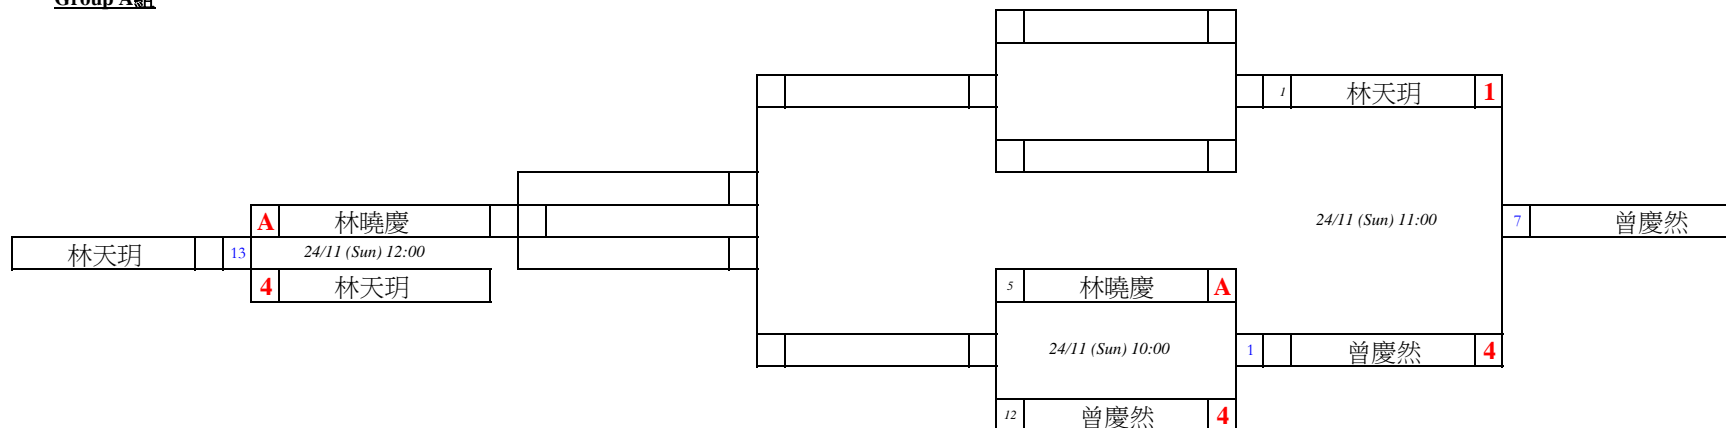 Group A組
1 林天玥 1
A 林曉慶
24/11 (Sun) 11:00 7 曾慶然
林天玥 13 24/11 (Sun) 12:00
4 林天玥
5 林曉慶 A
24/11 (Sun) 10:00 1 曾慶然 4
12 曾慶然 4